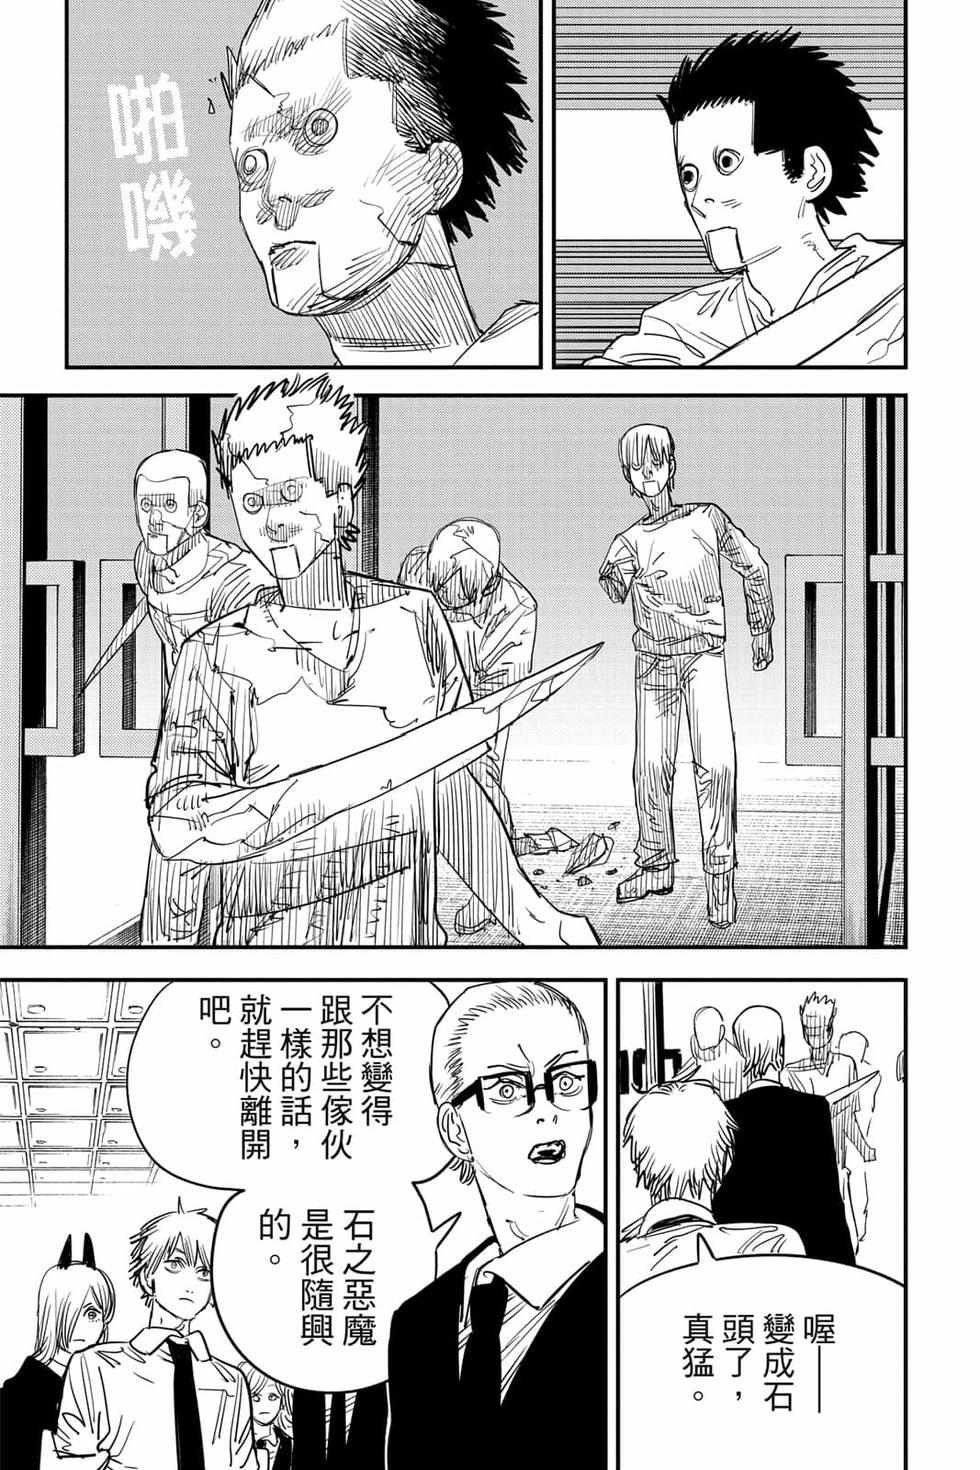 啪
嘰
喔——
變成石
頭了，
真猛。
不想變得
跟那些傢伙
一樣的話，
就趕快離開
吧。
石之惡魔
是很隨興
的。